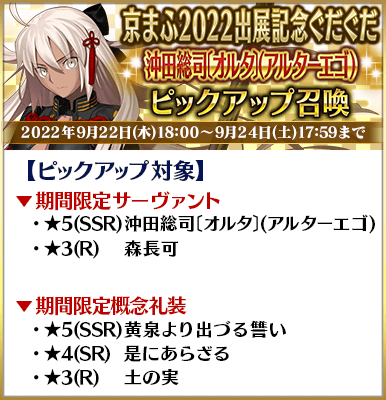 京まふ2022出展記念ぐだぐだ
沖田総司〔オルタ〕(アルターエゴ)
ピックアップ召喚
2022年9月22日(木)18:00～9月24日(土)17:59まで
【ピックアップ対象】
▼期間限定サーヴァント
・★5(SSR)沖田総司〔オルタ〕(アルターエゴ)
・★3(R) 森長可
▼期間限定概念礼装
・★5(SSR)黄泉より出づる誓い
・★4(SR) 是にあらざる
・★3(R) 土の実